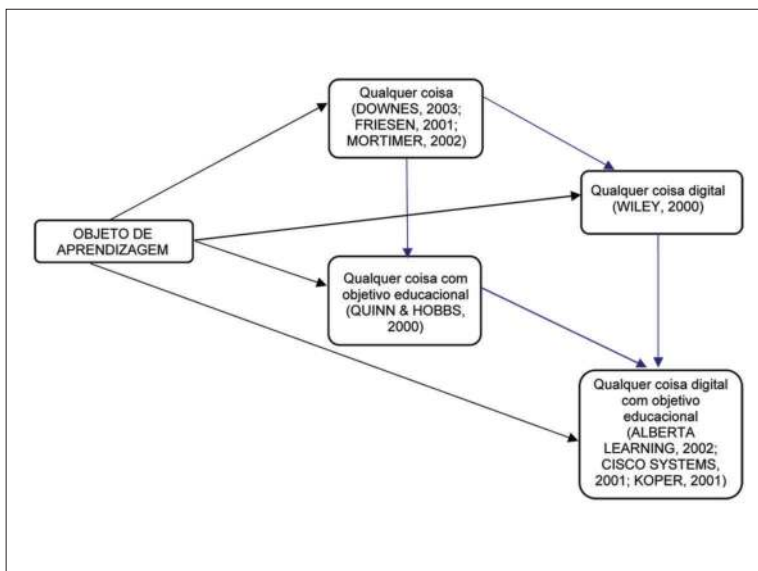 Qualquer coisa
(DOWNES, 2003;
FRIESEN, 2001;
MORTIMER, 2002)
Qualquer coisa digital
(WILEY, 2000)
OBJETO DE
APRENDIZAGEM
Qualquer coisa com
objetivo educacional
(QUINN & HOBBS,
2000)
Qualquer coisa digital
com objetivo
educacional
(ALBERTA
LEARNING, 2002;
CISCO SYSTEMS,
2001; KOPER, 2001)